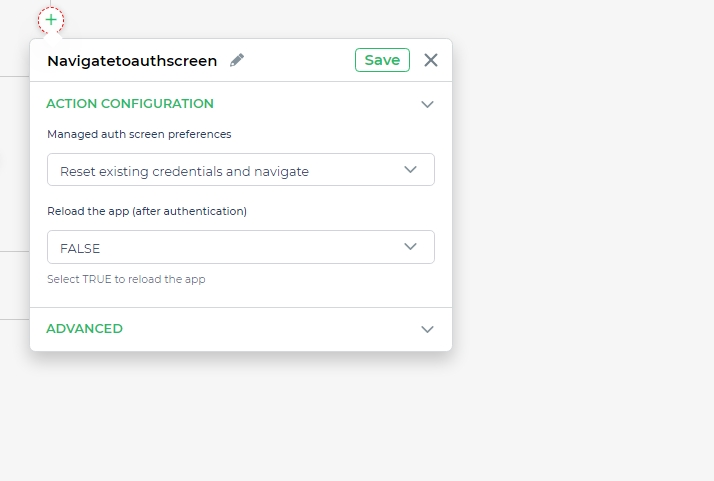 Navigatetoauthscreen
Save
ACTION CONFIGURATION
Managed auth screen preferences
Reset existing credentials and navigate
Reload the app (after authentication)
FALSE
Select TRUE to reload the app
ADVANCED